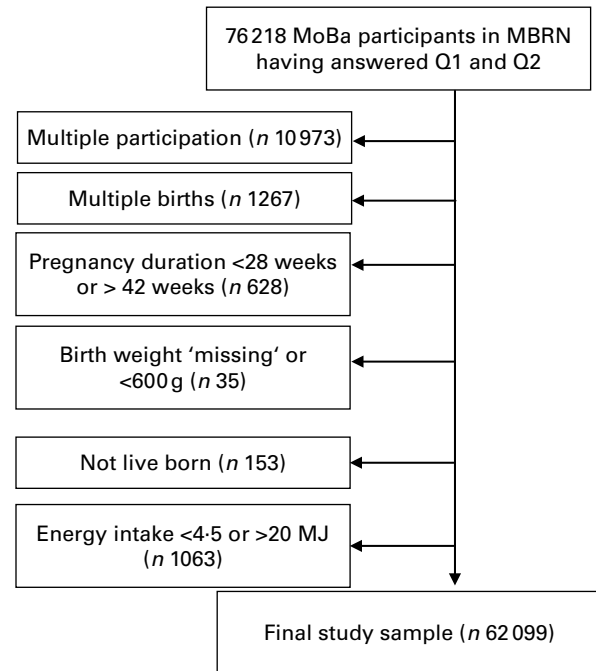 76 218 MoBa participants in MBRN
having answered Q1 and Q2
Multiple participation (n 10 973)
Multiple births (n 1267)
Pregnancy duration <28 weeks
or > 42 weeks (n 628)
Birth weight ‘missing‘ or
<600 g (n 35)
Not live born (n 153)
Energy intake <4·5 or >20 MJ
(n 1063)
Final study sample (n 62 099)